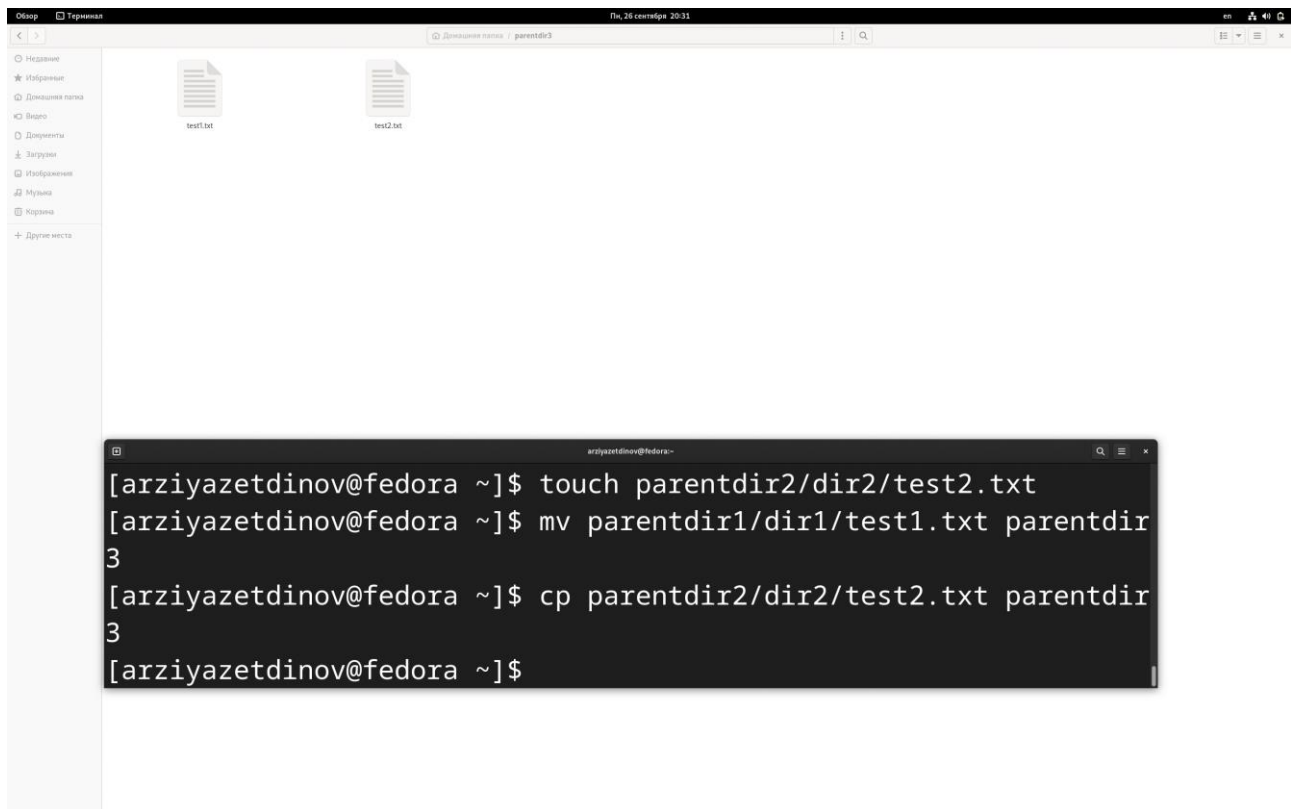 Обзор Терминал Пн, 26 сентября 20:31 en
Домашняя папка / parentdir3
Недавние
Избранные
Домашняя папка
Видео
Документы
Загрузки
Изображения
Музыка
Корзина
+ Другие места
test1.txt test2.txt
arziyazetdinov@fedora:~
[arziyazetdinov@fedora ~]$ touch parentdir2/dir2/test2.txt
[arziyazetdinov@fedora ~]$ mv parentdir1/dir1/test1.txt parentdir
3
[arziyazetdinov@fedora ~]$ cp parentdir2/dir2/test2.txt parentdir
3
[arziyazetdinov@fedora ~]$